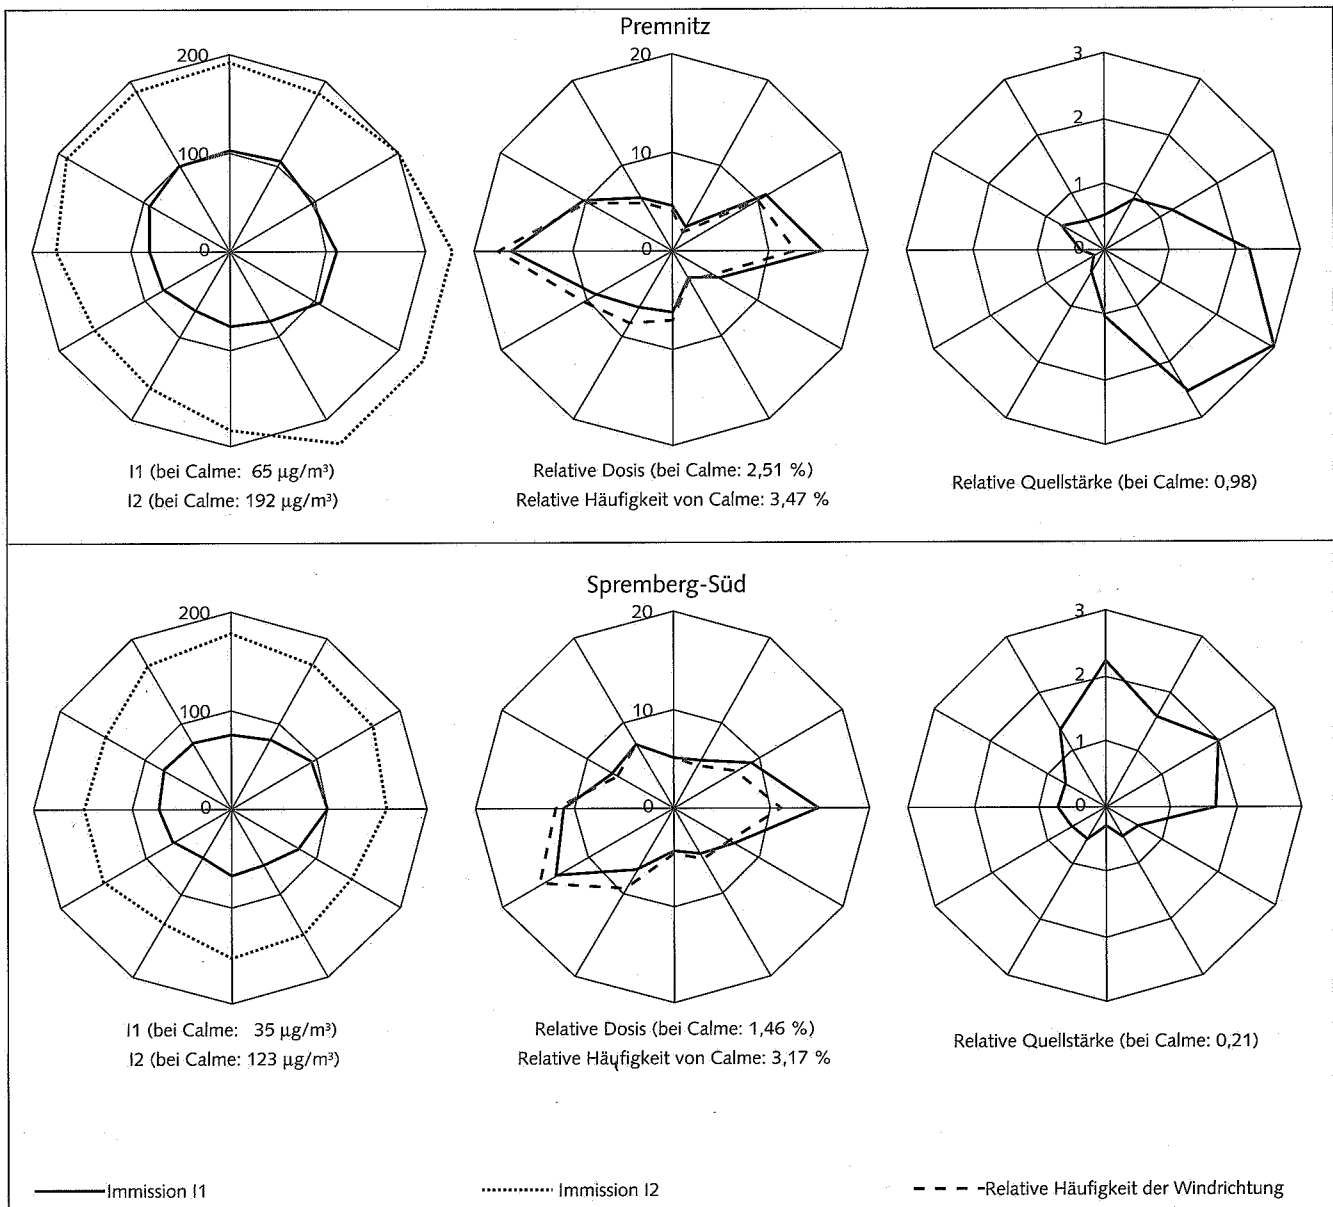 Premnitz
200
100
0
20
10
0
3
2
1
0
I1 (bei Calme: 65 µg/m³)
I2 (bei Calme: 192 µg/m³)
Relative Dosis (bei Calme: 2,51 %)
Relative Häufigkeit von Calme: 3,47 %
Relative Quellstärke (bei Calme: 0,98)
Spremberg-Süd
200
100
0
20
10
0
3
2
1
0
I1 (bei Calme: 35 µg/m³)
I2 (bei Calme: 123 µg/m³)
Relative Dosis (bei Calme: 1,46 %)
Relative Häufigkeit von Calme: 3,17 %
Relative Quellstärke (bei Calme: 0,21)
Immission I1
Immission I2
Relative Häufigkeit der Windrichtung